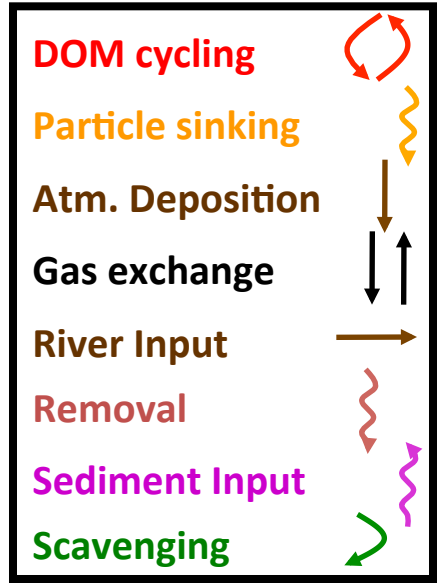 DOM cycling
Particle sinking
Atm. Deposition
Gas exchange
River Input
Removal
Sediment Input
Scavenging